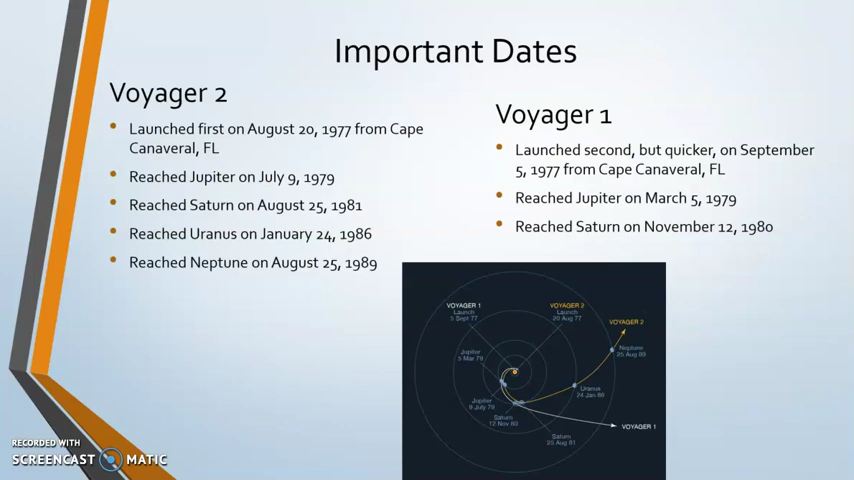 Important Dates
Voyager 2
Launched first on August 20, 1977 from Cape
Canaveral, FL
Reached Jupiter on July 9, 1979
Reached Saturn on August 25, 1981
Reached Uranus on January 24, 1986
Reached Neptune on August 25, 1989
Voyager 1
Launched second, but quicker, on September
5, 1977 from Cape Canaveral, FL
Reached Jupiter on March 5, 1979
Reached Saturn on November 12, 1980
VOYAGER 1
Launch
5 Sept 77
VOYAGER 2
Launch
20 Aug 77
VOYAGER 2
Neptune
25 Aug 89
Jupiter
5 Mar 79
Uranus
24 Jan 86
Jupiter
9 July 79
Saturn
12 Nov 80
VOYAGER 1
Saturn
25 Aug 81
RECORDED WITH
SCREENCAST MATIC